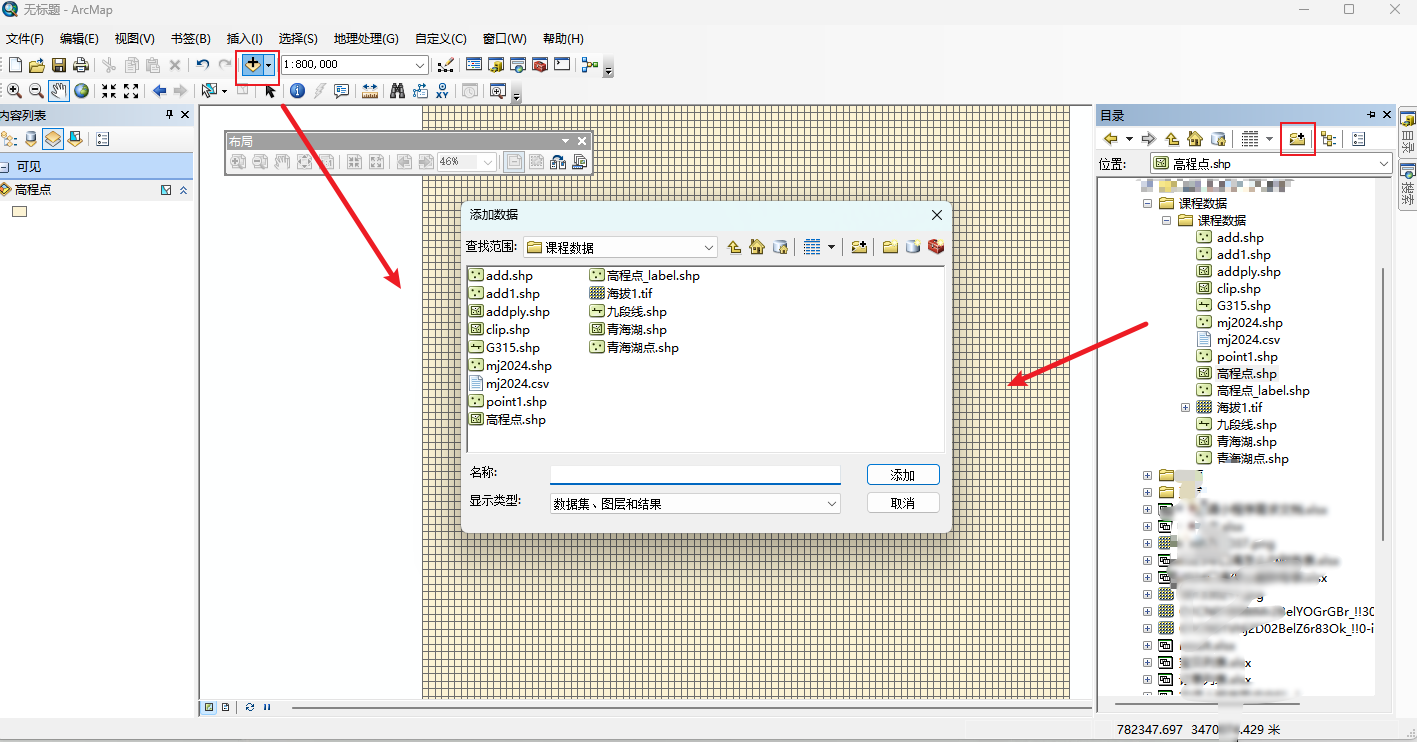 无标题 - ArcMap
文件(F) 编辑(E) 视图(V) 书签(B) 插入(I) 选择(S) 地理处理(G) 自定义(C) 窗口(W) 帮助(H)
1:800,000
内容列表
可见
高程点
布局
46%
添加数据
查找范围: 课程数据
add.shp
add1.shp
addply.shp
clip.shp
G315.shp
mj2024.shp
mj2024.csv
point1.shp
高程点.shp
高程点_label.shp
海拔1.tif
九段线.shp
青海湖.shp
青海湖点.shp
名称:
添加
显示类型: 数据集、图层和结果
取消
目录
位置: 高程点.shp
课程数据
课程数据
add.shp
add1.shp
addply.shp
clip.shp
G315.shp
mj2024.shp
mj2024.csv
point1.shp
高程点.shp
高程点_label.shp
海拔1.tif
九段线.shp
青海湖.shp
青海湖点.shp
目录
搜索
782347.697 3470 .429 米